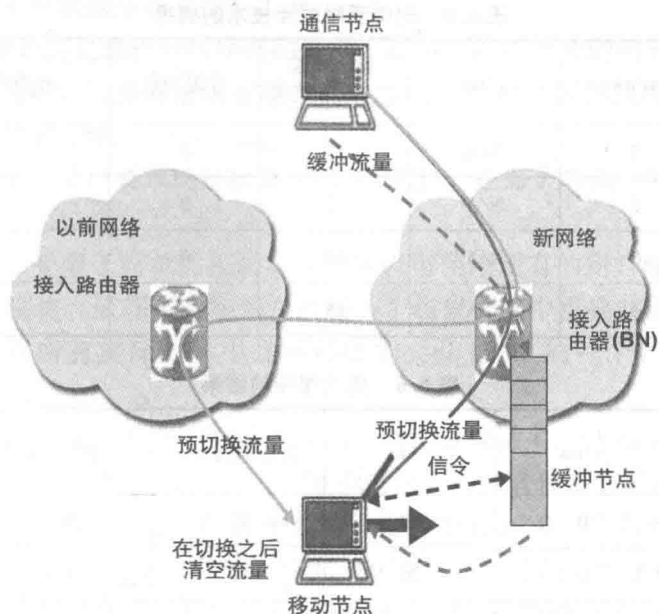 通信节点
缓冲流量
以前网络
新网络
接入路由器
接入路
由器(BN)
预切换流量
预切换流量
信令
缓冲节点
在切换之后
清空流量
移动节点